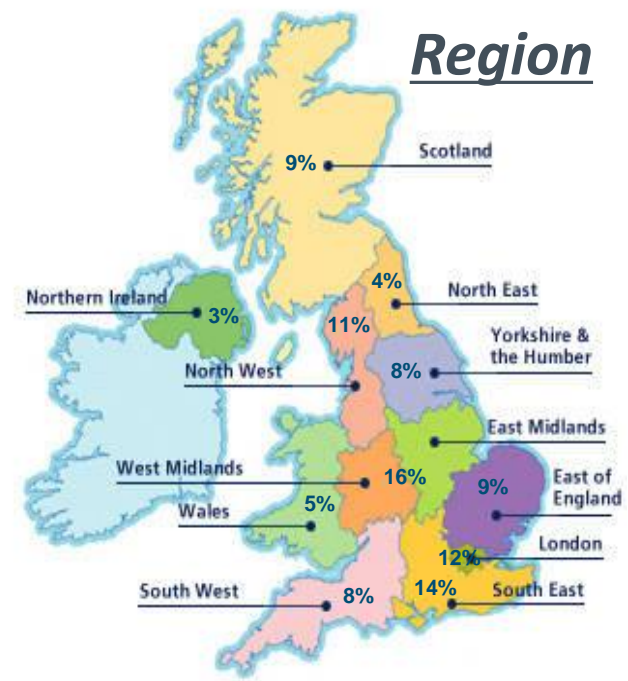 Region
9%
Scotland
4%
North East
Northern Ireland
3%
11%
Yorkshire &
the Humber
8%
North West
East Midlands
West Midlands
16%
9%
East of
England
Wales
5%
London
12%
South West
8%
14%
South East